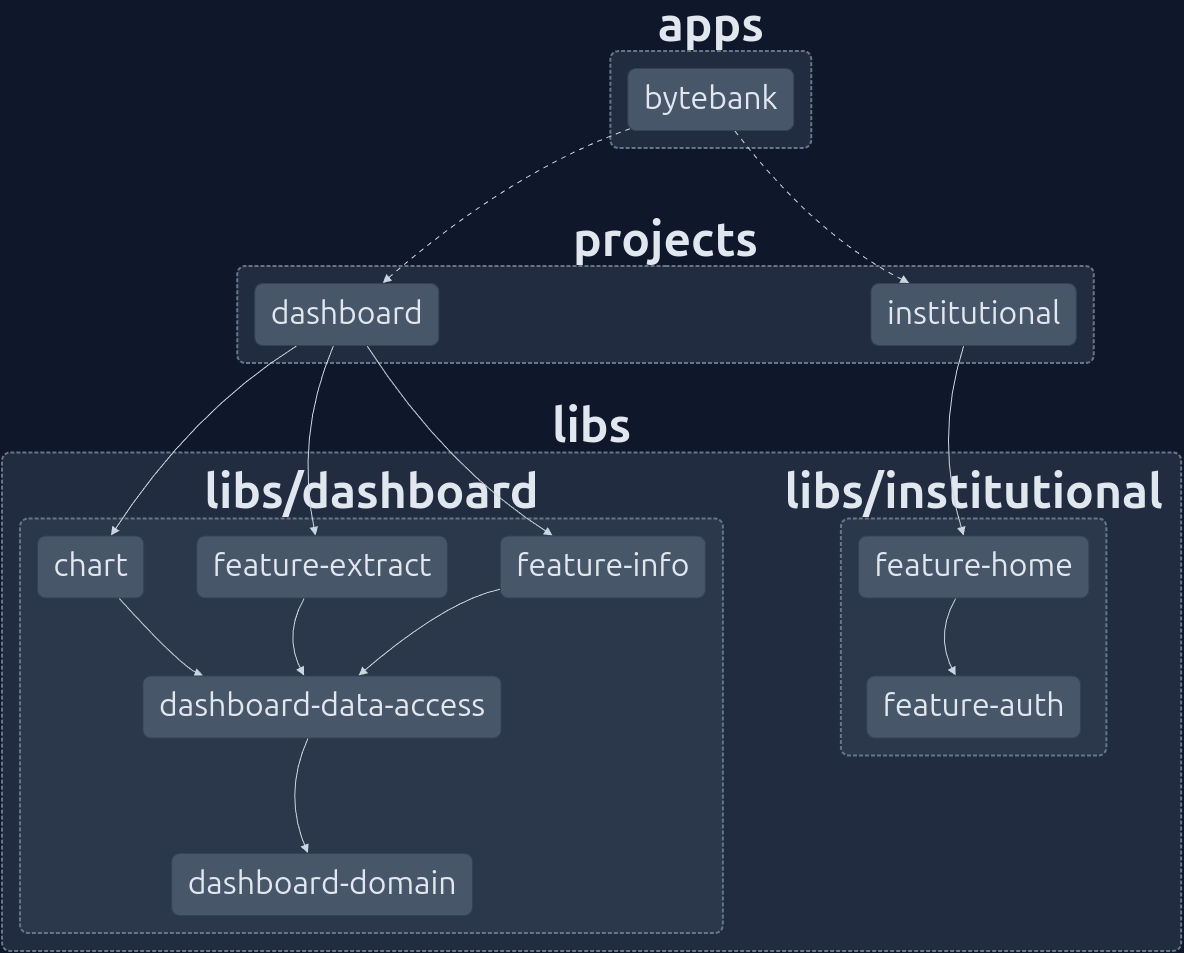 apps
bytebank
projects
dashboard
institutional
libs
libs/dashboard
libs/institutional
chart
feature-extract
feature-info
feature-home
dashboard-data-access
feature-auth
dashboard-domain